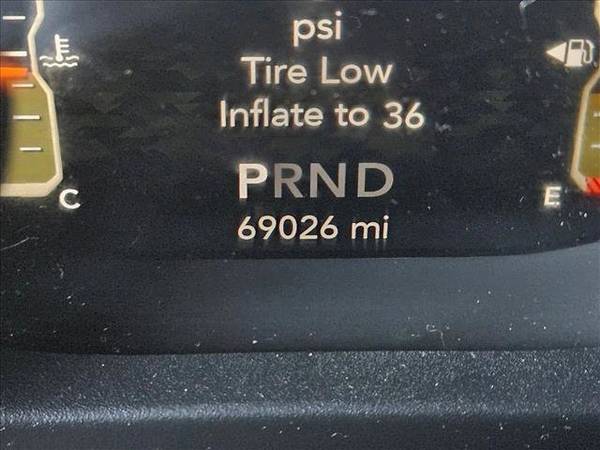 psi
Tire Low
Inflate to 36
PRND
69026 mi
C
E